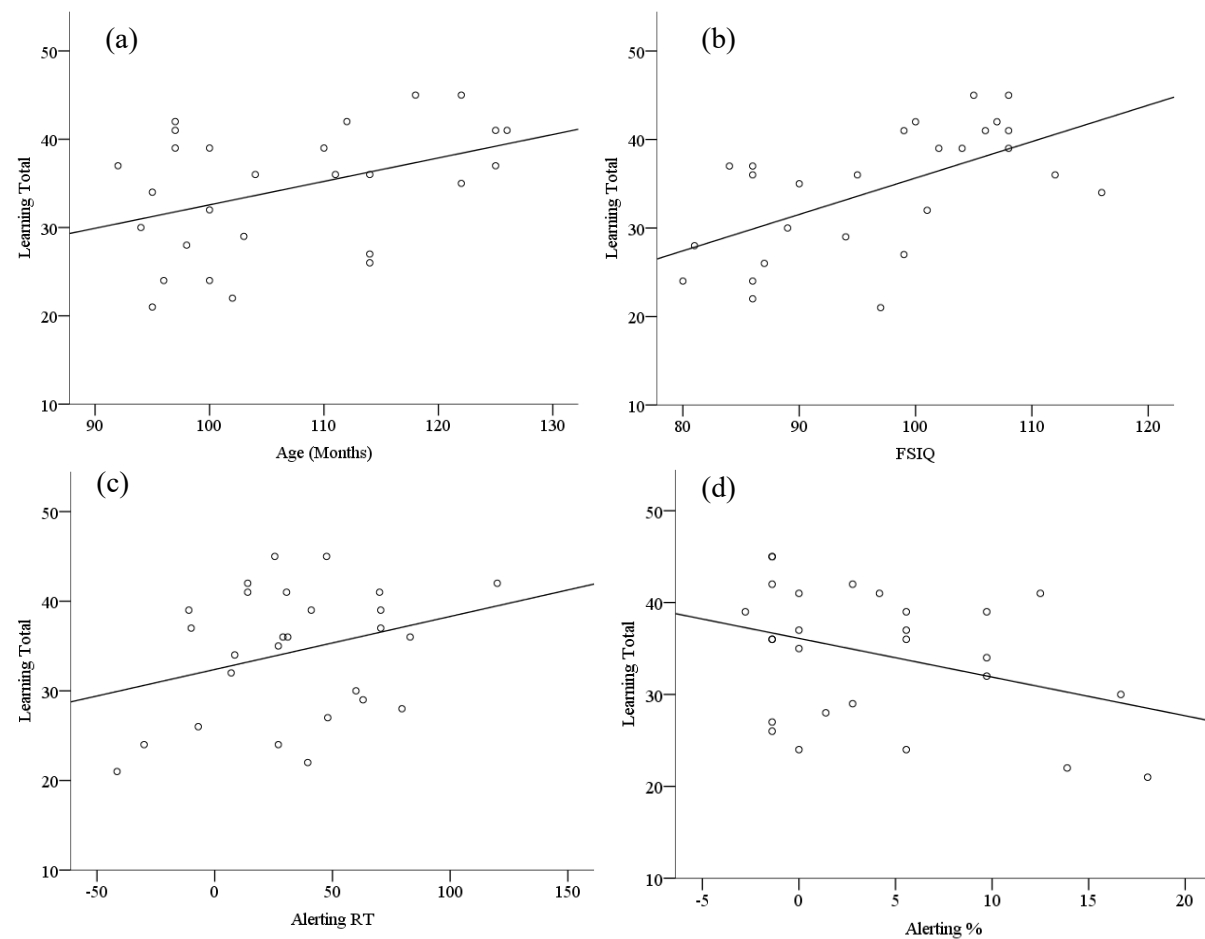 (a)
50
40
30
20
10
Learning Total
90 100 110 120 130
Age (Months)
(b)
50
40
30
20
10
Learning Total
80 90 100 110 120
FSIQ
(c)
50
40
30
20
10
Learning Total
-50 0 50 100 150
Alerting RT
(d)
50
40
30
20
10
Learning Total
-5 0 5 10 15 20
Alerting %